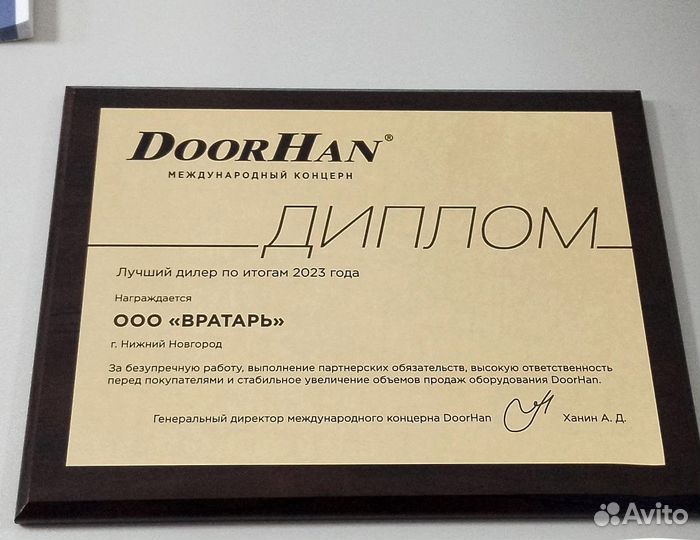 DOORHAN®
МЕЖДУНАРОДНЫЙ КОНЦЕРН
ДИПЛОМ
Лучший дилер по итогам 2023 года
Награждается
ООО «ВРАТАРЬ»
г. Нижний Новгород
За безупречную работу, выполнение партнерских обязательств, высокую ответственность
перед покупателями и стабильное увеличение объемов продаж оборудования DoorHan.
Генеральный директор международного концерна DoorHan Ханин А. Д.
Avito